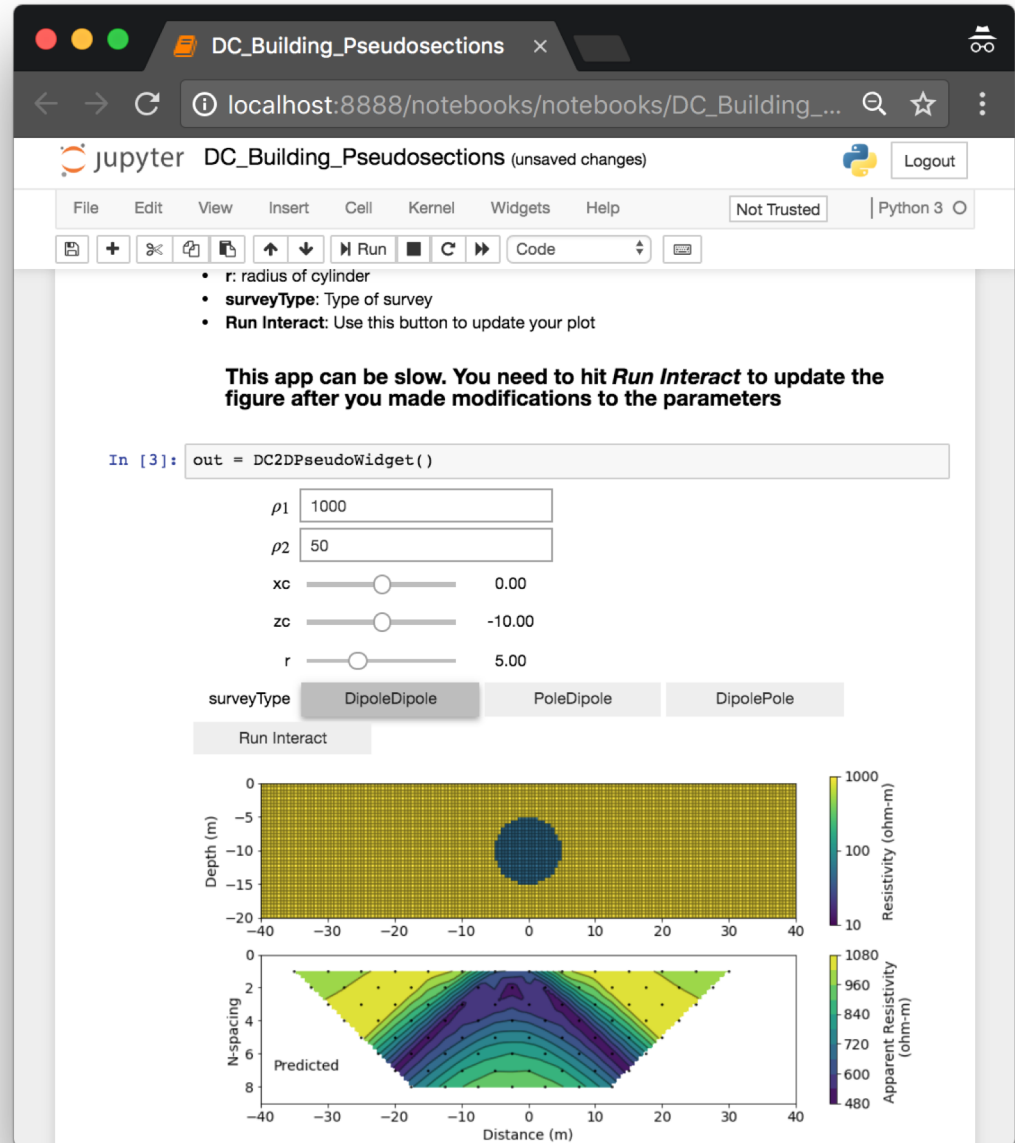 DC_Building_Pseudosections ×
localhost:8888/notebooks/notebooks/DC_Building_...
jupyter DC_Building_Pseudosections (unsaved changes) Logout
File Edit View Insert Cell Kernel Widgets Help Not Trusted Python 3
Run Code
• r: radius of cylinder
• surveyType: Type of survey
• Run Interact: Use this button to update your plot
This app can be slow. You need to hit Run Interact to update the
figure after you made modifications to the parameters
In [3]: out = DC2DPseudoWidget()
ρ1 1000
ρ2 50
xc 0.00
zc -10.00
r 5.00
surveyType DipoleDipole PoleDipole DipolePole
Run Interact
Depth (m)
0
−5
−10
−15
−20
−40 −30 −20 −10 0 10 20 30 40
1000
100
10
Resistivity (ohm-m)
N-spacing
0
2
4
6
8
Predicted
−40 −30 −20 −10 0 10 20 30 40
Distance (m)
1080
960
840
720
600
480
Apparent Resistivity
(ohm-m)